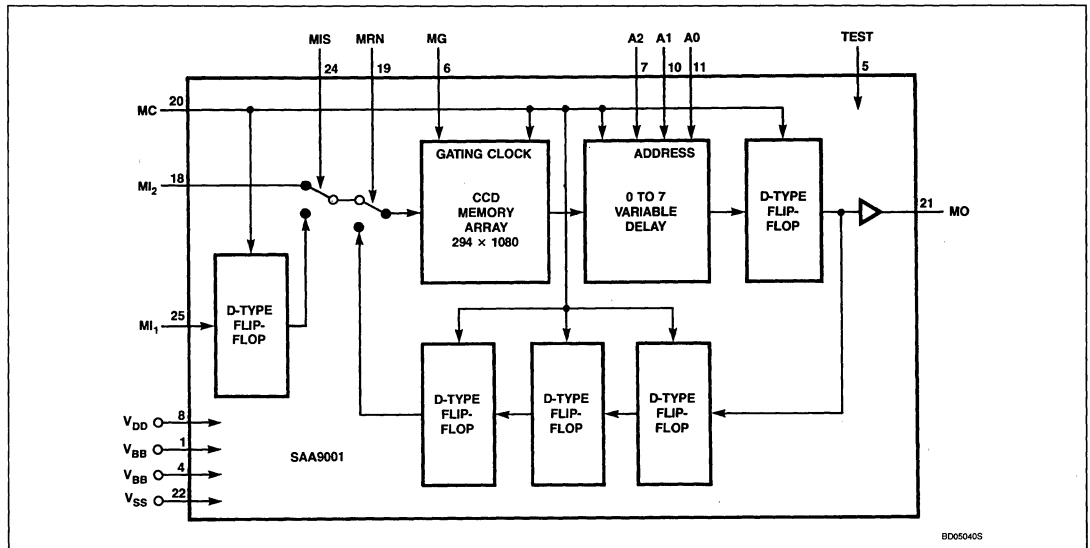 MIS MRN MG A2 A1 A0 TEST
24 19 6 7 10 11 5
MC 20
MI2 18
MI1 25
D-TYPE
FLIP-
FLOP
GATING CLOCK
CCD
MEMORY
ARRAY
294 × 1080
ADDRESS
0 TO 7
VARIABLE
DELAY
D-TYPE
FLIP-
FLOP
21 MO
D-TYPE
FLIP-
FLOP
D-TYPE
FLIP-
FLOP
D-TYPE
FLIP-
FLOP
VDD 8
VBB 1
VBB 4
VSS 22
SAA9001
BD05040S